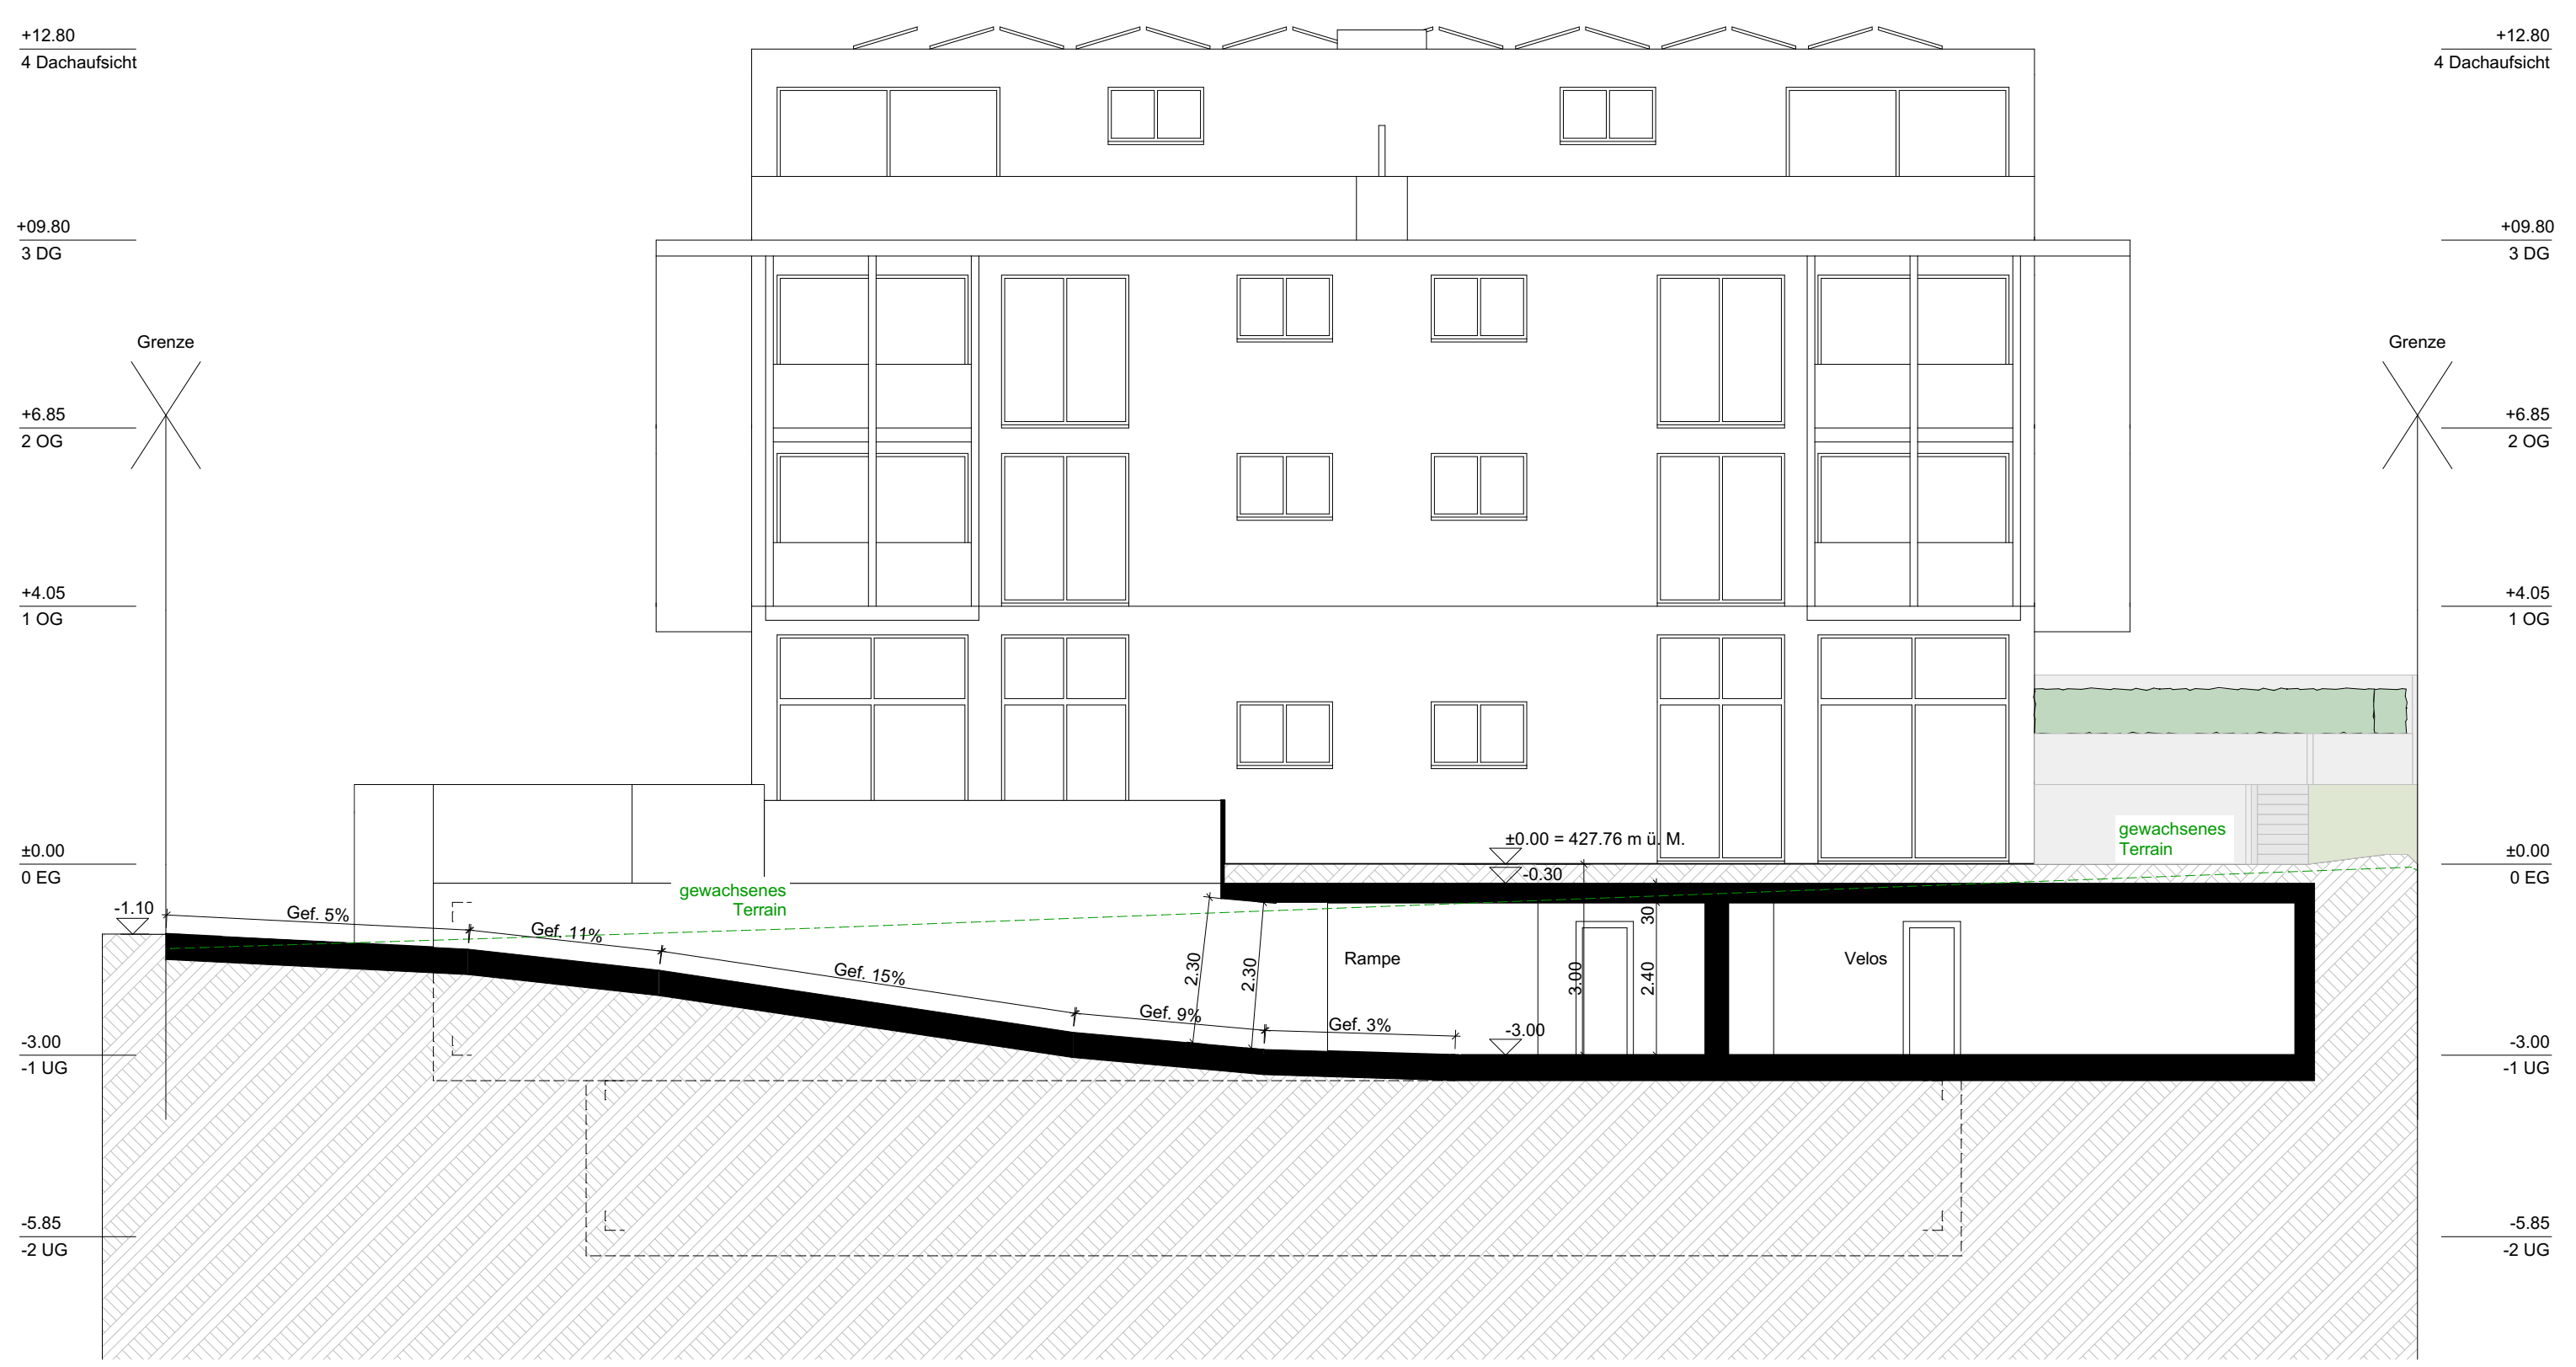 +12.80
4 Dachaufsicht
+12.80
4 Dachaufsicht
+09.80
3 DG
+09.80
3 DG
Grenze
Grenze
+6.85
2 OG
+6.85
2 OG
+4.05
1 OG
+4.05
1 OG
gewachsenes
Terrain
±0.00 = 427.76 m ü. M.
±0.00
0 EG
±0.00
0 EG
-0.30
gewachsenes
Terrain
-1.10
Gef. 5%
Gef. 11%
Gef. 15%
Gef. 9%
Gef. 3%
2.30
2.30
Rampe
3.00
30
2.40
Velos
-3.00
-3.00
-1 UG
-3.00
-1 UG
-5.85
-2 UG
-5.85
-2 UG